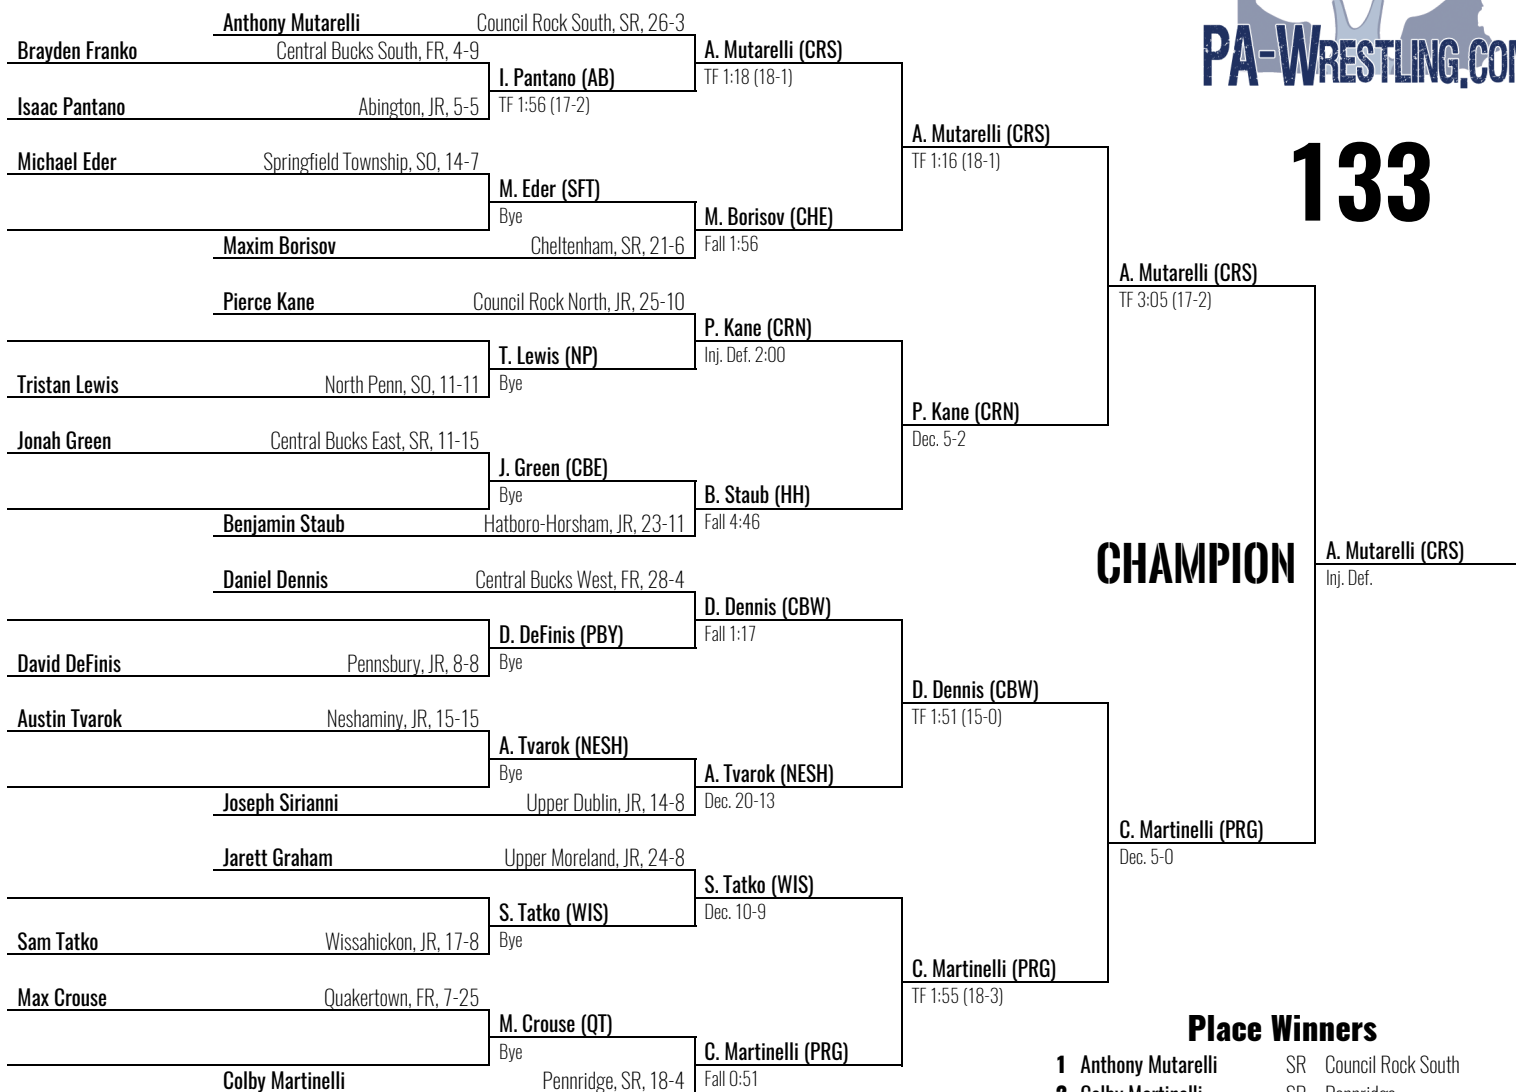 Anthony Mutarelli Council Rock South, SR, 26-3
Brayden Franko Central Bucks South, FR, 4-9
A. Mutarelli (CRS)
TF 1:18 (18-1)
I. Pantano (AB)
TF 1:56 (17-2)
Isaac Pantano Abington, JR, 5-5
PA-WRESTLING.CO
133
A. Mutarelli (CRS)
TF 1:16 (18-1)
Michael Eder Springfield Township, SO, 14-7
M. Eder (SFT)
Bye
M. Borisov (CHE)
Fall 1:56
Maxim Borisov Cheltenham, SR, 21-6
A. Mutarelli (CRS)
TF 3:05 (17-2)
Pierce Kane Council Rock North, JR, 25-10
P. Kane (CRN)
Inj. Def. 2:00
T. Lewis (NP)
Bye
Tristan Lewis North Penn, SO, 11-11
P. Kane (CRN)
Dec. 5-2
Jonah Green Central Bucks East, SR, 11-15
J. Green (CBE)
Bye
B. Staub (HH)
Fall 4:46
Benjamin Staub Hatboro-Horsham, JR, 23-11
CHAMPION
A. Mutarelli (CRS)
Inj. Def.
Daniel Dennis Central Bucks West, FR, 28-4
D. Dennis (CBW)
Fall 1:17
D. DeFinis (PBY)
Bye
David DeFinis Pennsbury, JR, 8-8
D. Dennis (CBW)
TF 1:51 (15-0)
Austin Tvarok Neshaminy, JR, 15-15
A. Tvarok (NESH)
Bye
A. Tvarok (NESH)
Dec. 20-13
Joseph Sirianni Upper Dublin, JR, 14-8
C. Martinelli (PRG)
Dec. 5-0
Jarett Graham Upper Moreland, JR, 24-8
S. Tatko (WIS)
Dec. 10-9
S. Tatko (WIS)
Bye
Sam Tatko Wissahickon, JR, 17-8
C. Martinelli (PRG)
TF 1:55 (18-3)
Max Crouse Quakertown, FR, 7-25
M. Crouse (QT)
Bye
C. Martinelli (PRG)
Fall 0:51
Colby Martinelli Pennridge, SR, 18-4
Place Winners
1 Anthony Mutarelli SR Council Rock South
2 Colby Martinelli SR Pennridge